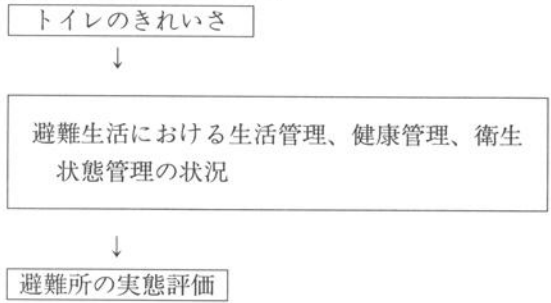 トイレのきれいさ
↓
避難生活における生活管理、健康管理、衛生
状態管理の状況
↓
避難所の実態評価